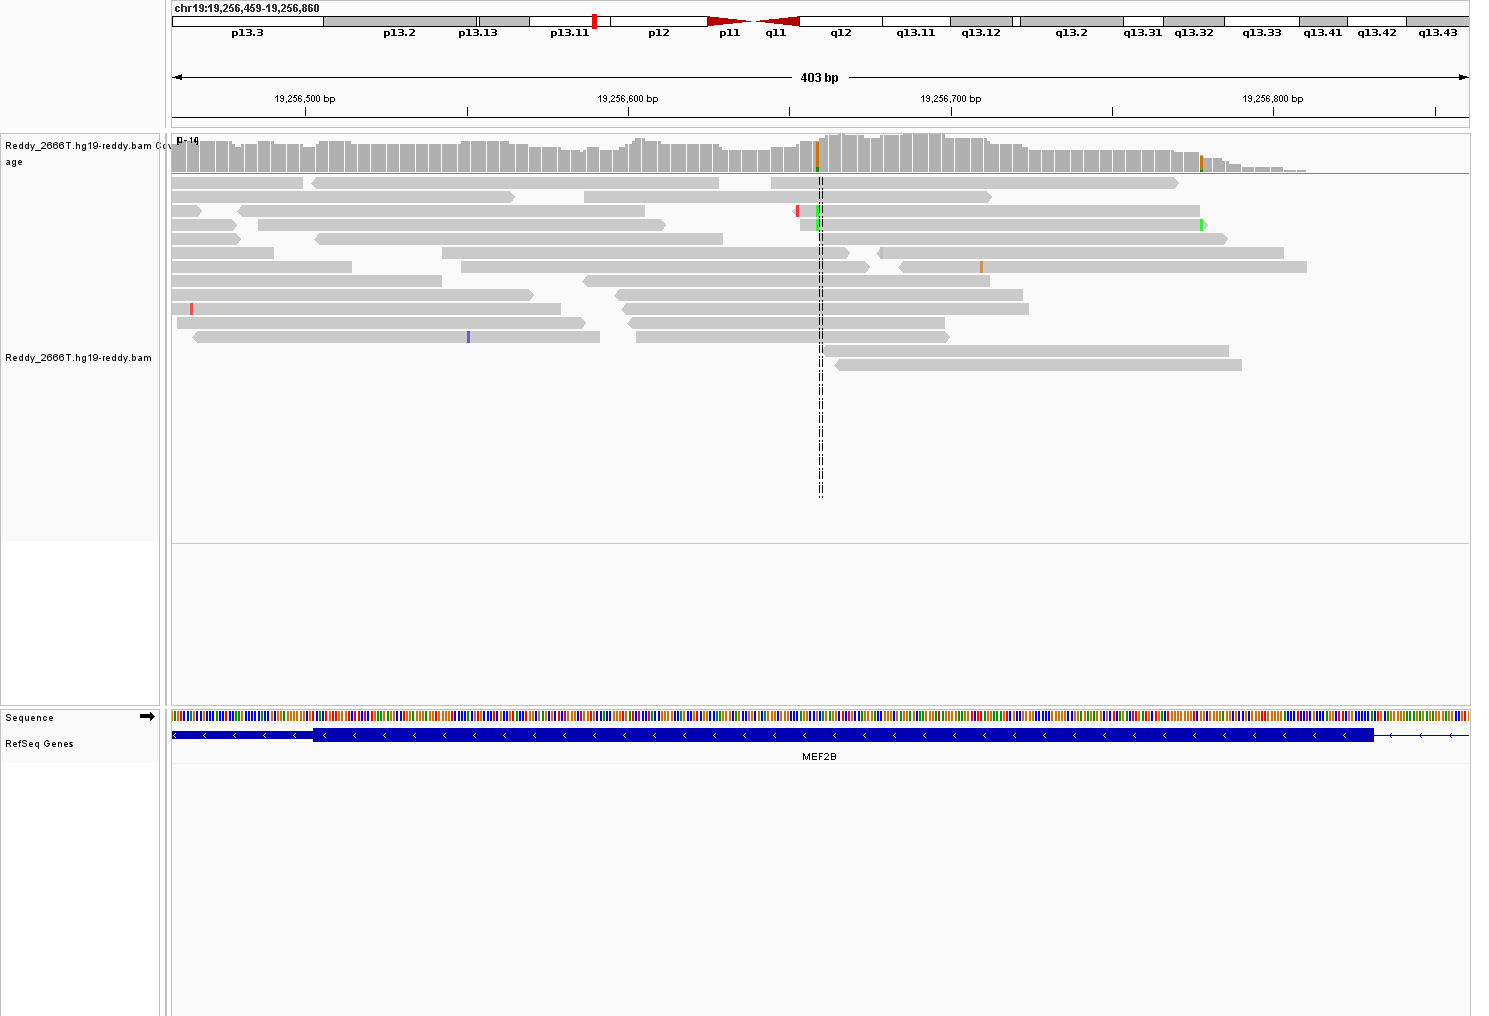 chr19:19,256,459-19,256,860
p13.3 p13.2 p13.13 p13.11 p12 p11 q11 q12 q13.11 q13.12 q13.2 q13.31 q13.32 q13.33 q13.41 q13.42 q13.43
403 bp
19,256,500 bp 19,256,600 bp 19,256,700 bp 19,256,800 bp
Reddy_2666T.hg19-reddy.bam Cov
age
Reddy_2666T.hg19-reddy.bam
Sequence
RefSeq Genes
MEF2B